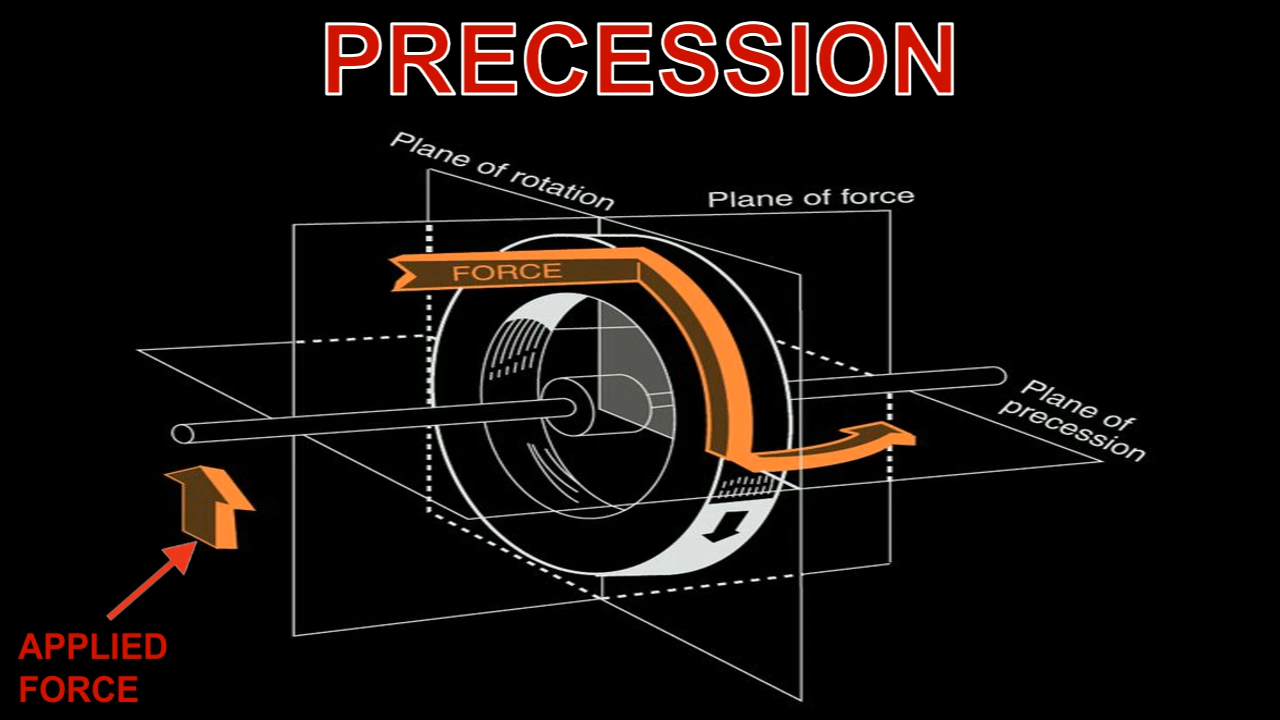 PRECESSION
Plane of rotation
Plane of force
FORCE
Plane of
precession
APPLIED
FORCE